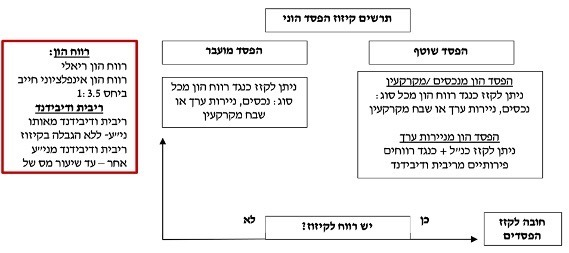 תרשים קיזוז הפסד הוני
הפסד שוטף
הפסד הון מנכסים /מקרקעין
ניתן לקזז כנגד רווח הון מכל סוג :
נכסים, ניירות ערך או שבח מקרקעין
הפסד הון מניירות ערך
ניתן לקזז כנ"ל + כנגד רווחים
פירותיים מריבית ודיבידנד
הפסד מועבר
ניתן לקזז כנגד רווח הון מכל
סוג : נכסים, ניירות ערך או
שבח מקרקעין
רווח הון :
רווח הון ריאלי
רווח הון אינפלציוני חייב
ביחס 1: 3.5
ריבית ודיבידנד
ריבית ודיבידנד מאותו
ני"ע- ללא הגבלה בקיזוז
ריבית ודיבידנד מני"ע
אחר – עד שיעור מס של
חובה לקזז
הפסדים
כן
יש רווח לקיזוז?
לא